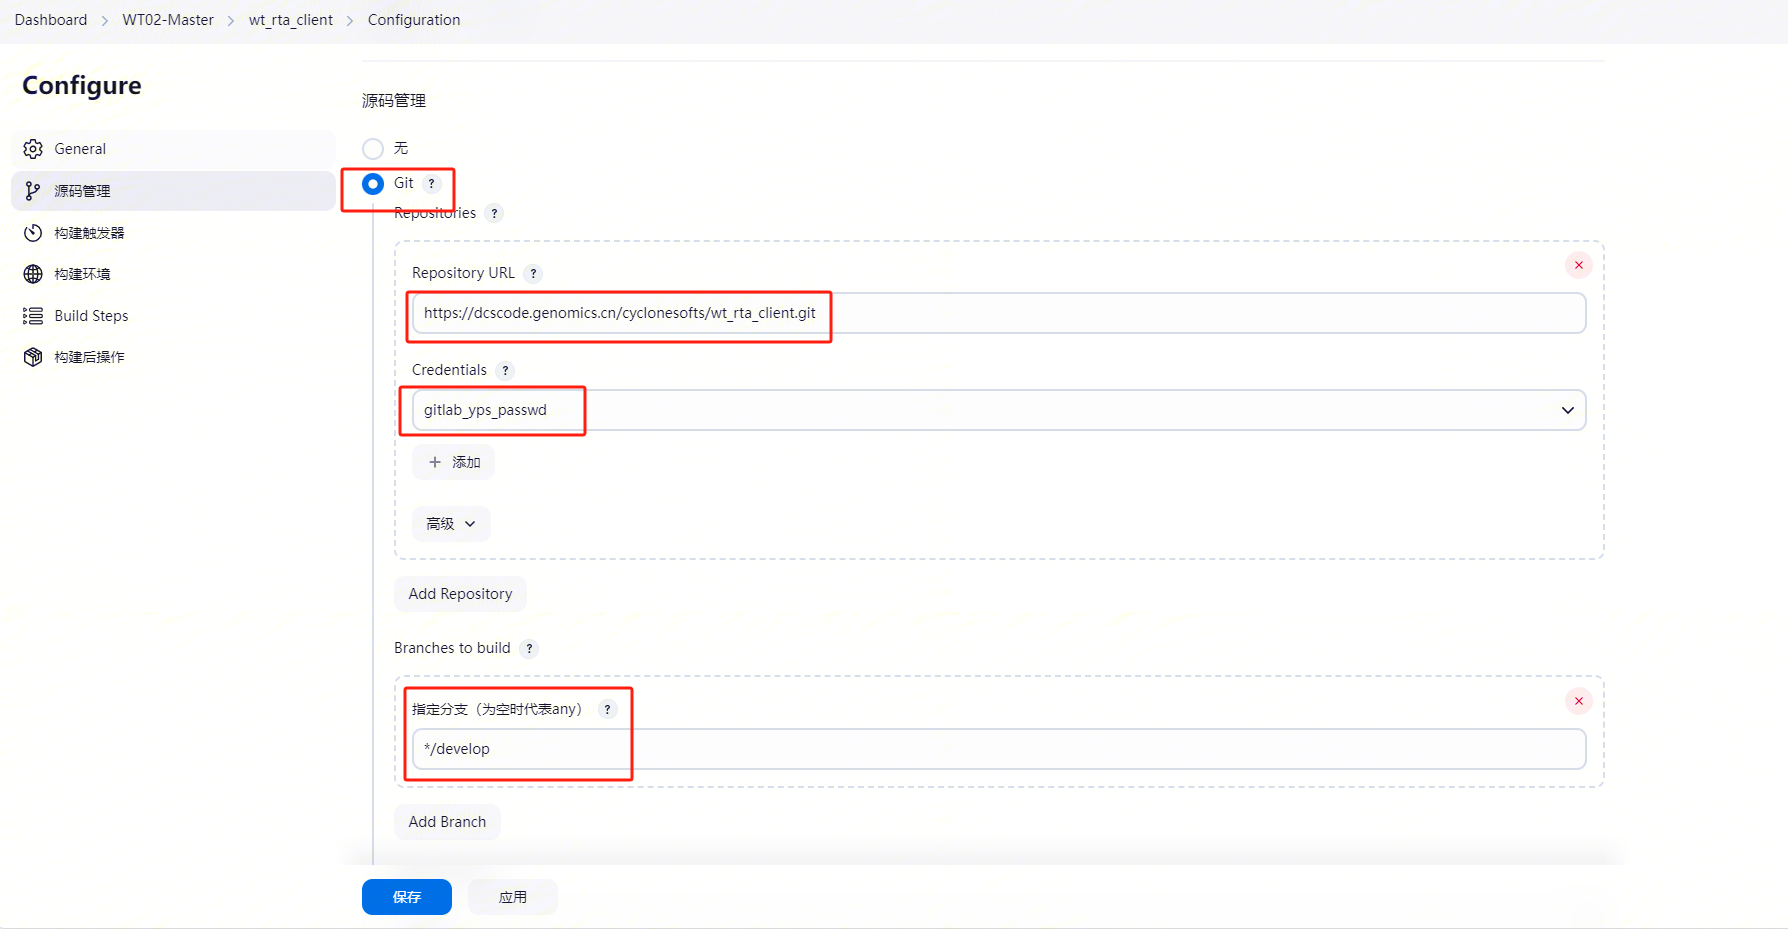 Dashboard > WT02-Master > wt_rta_client > Configuration
Configure
General
源码管理
构建触发器
构建环境
Build Steps
构建后操作
源码管理
无
Git ?
Repositories ?
Repository URL ?
https://dcscode.genomics.cn/cyclonesofts/wt_rta_client.git
Credentials ?
gitlab_yps_passwd
+ 添加
高级
Add Repository
Branches to build ?
指定分支（为空时代表any） ?
*/develop
Add Branch
保存 应用